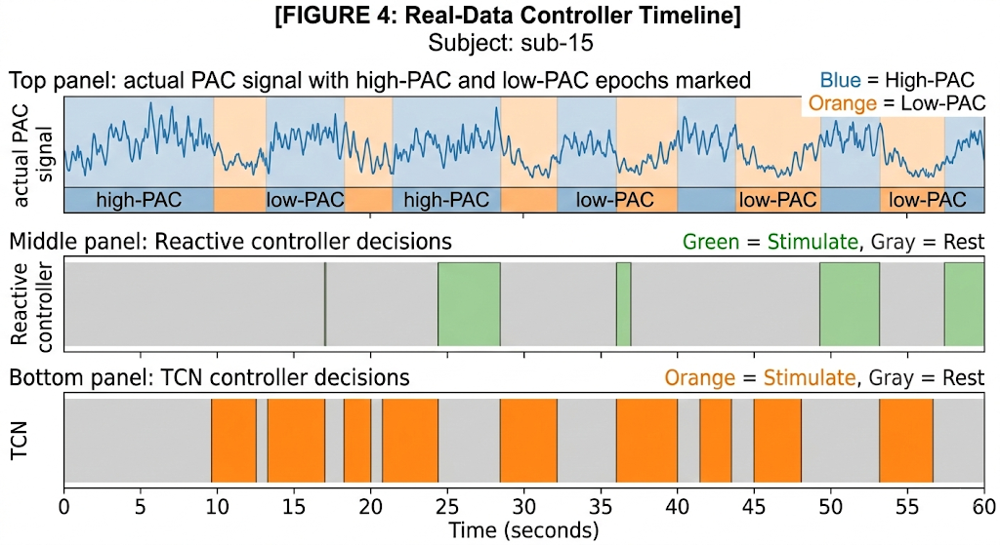 [FIGURE 4: Real-Data Controller Timeline]
Subject: sub-15
Top panel: actual PAC signal with high-PAC and low-PAC epochs marked
Blue = High-PAC
Orange = Low-PAC
actual PAC
signal
high-PAC low-PAC high-PAC low-PAC low-PAC low-PAC
Middle panel: Reactive controller decisions
Green = Stimulate, Gray = Rest
Reactive
controller
Bottom panel: TCN controller decisions
Orange = Stimulate, Gray = Rest
TCN
0 5 10 15 20 25 30 35 40 45 50 55 60
Time (seconds)